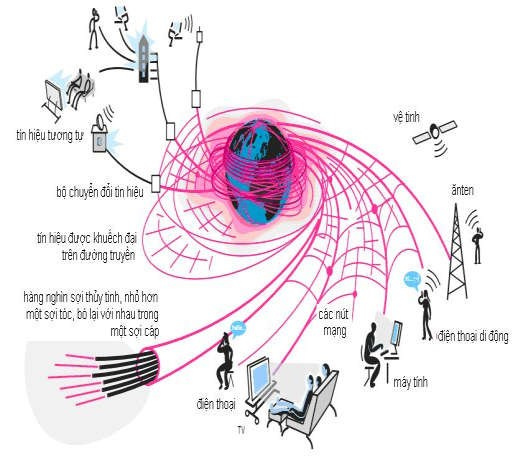 tín hiệu tương tự
bộ chuyển đổi tín hiệu
tín hiệu được khuếch đại
trên đường truyền
hàng nghìn sợi thủy tinh, nhỏ hơn
một sợi tóc, bó lại với nhau trong
một sợi cáp
vệ tinh
ănten
điện thoại di động
các nút
mạng
máy tính
điện thoại
TV